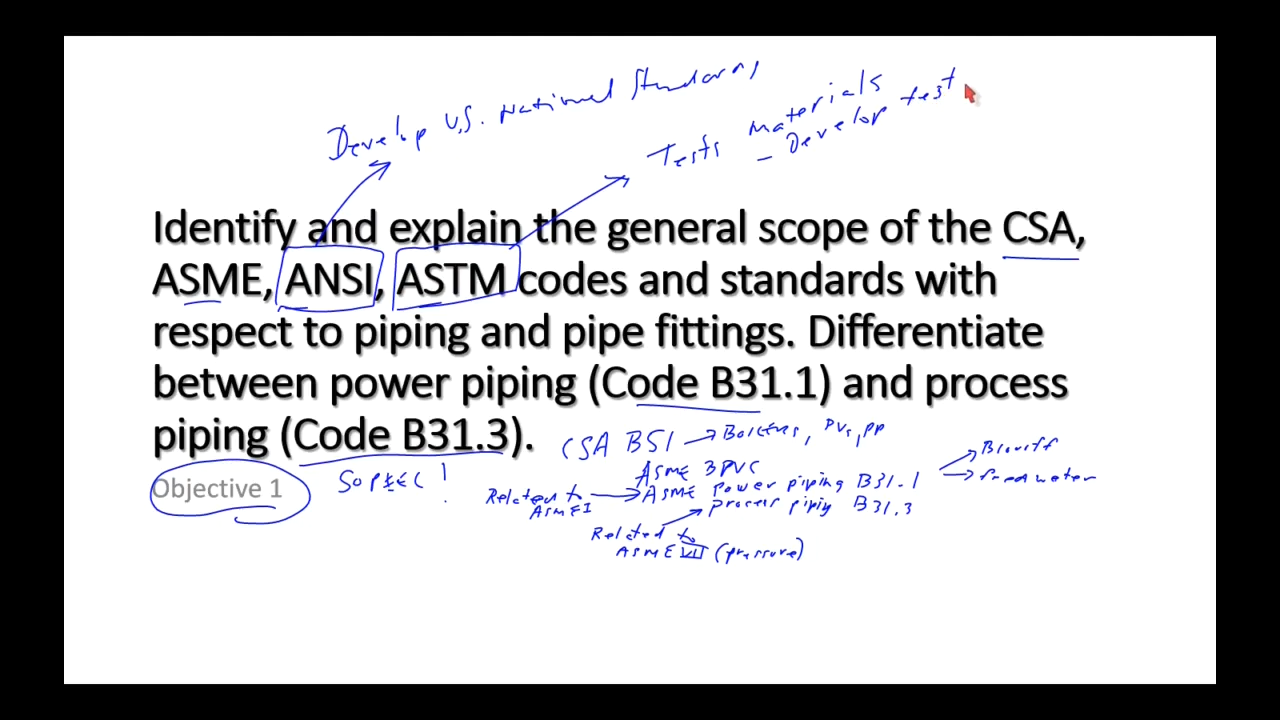 Develop U.S. National Standards
Tests materials
- Develop test
Identify and explain the general scope of the CSA,
ASME, ANSI, ASTM codes and standards with
respect to piping and pipe fittings. Differentiate
between power piping (Code B31.1) and process
piping (Code B31.3).
CSA B51 → Boilers, PVs, PP
Objective 1
SOPEEC!
ASME BPVC
Related to ASME I → ASME Power piping B31.1
Blowoff
feedwater
Process piping B31.3
Related to
ASME VIII (pressure)